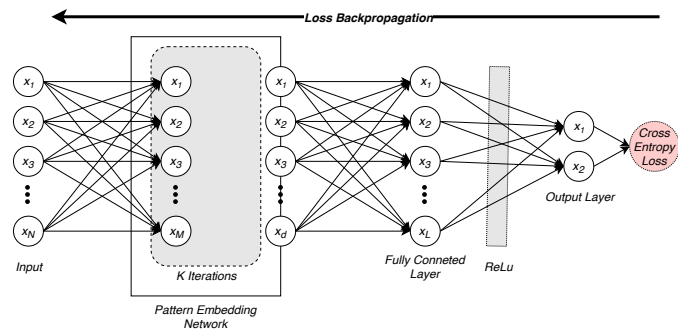 Loss Backpropagation
x1 x1 x1 x1
x2 x2 x2 x1 Cross
x3 x3 x3 x3 x2 Entropy
Loss
xN xM xd xL Output Layer
Input K Iterations Fully Conneted ReLu
Layer
Pattern Embedding
Network